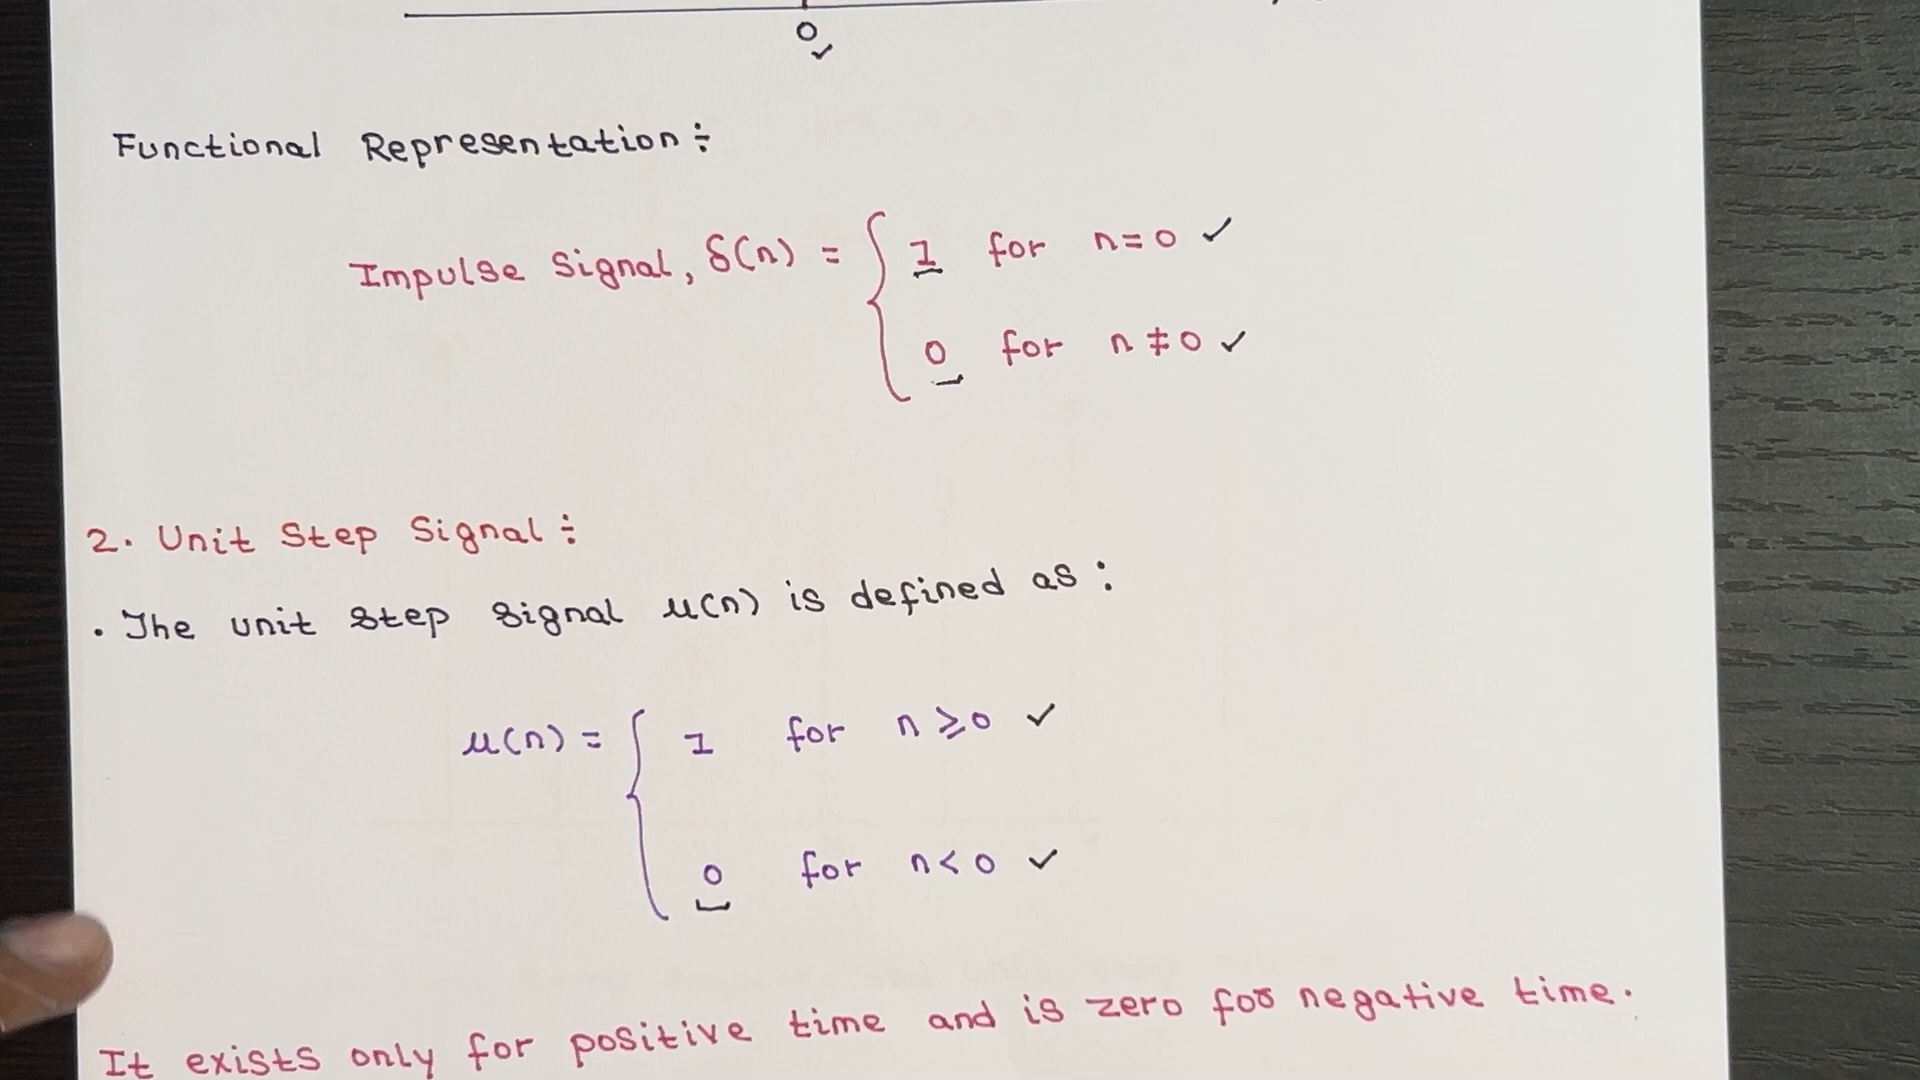 0
Functional Representation ÷
Impulse Signal, δ(n) = { 1 for n=0 ✓
0 for n≠0 ✓
2. Unit Step Signal ÷
• The unit step signal u(n) is defined as :
u(n) = { 1 for n≥0 ✓
0 for n<0 ✓
It exists only for positive time and is zero for negative time.